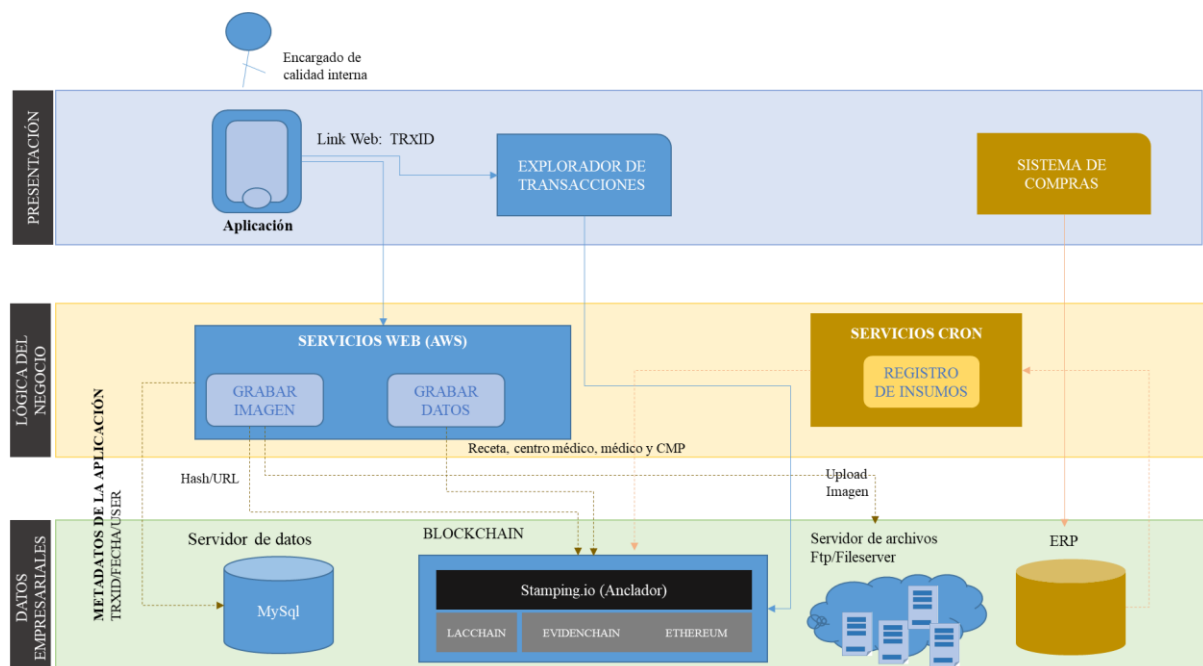 Encargado de
calidad interna
PRESENTACIÓN
Link Web: TRXID
Aplicación
EXPLORADOR DE
TRANSACCIONES
SISTEMA DE
COMPRAS
LÓGICA DEL
NEGOCIO
SERVICIOS WEB (AWS)
GRABAR
IMAGEN
GRABAR
DATOS
SERVICIOS CRON
REGISTRO
DE INSUMOS
Receta, centro médico, médico y CMP
Hash/URL
Upload
Imagen
METADATOS DE LA APLICACIÓN
TRXID/FECHA/USER
DATOS
EMPRESARIALES
Servidor de datos
MySql
BLOCKCHAIN
Stamping.io (Anclador)
LACCHAIN
EVIDENCHAIN
ETHEREUM
Servidor de archivos
Ftp/Fileserver
ERP